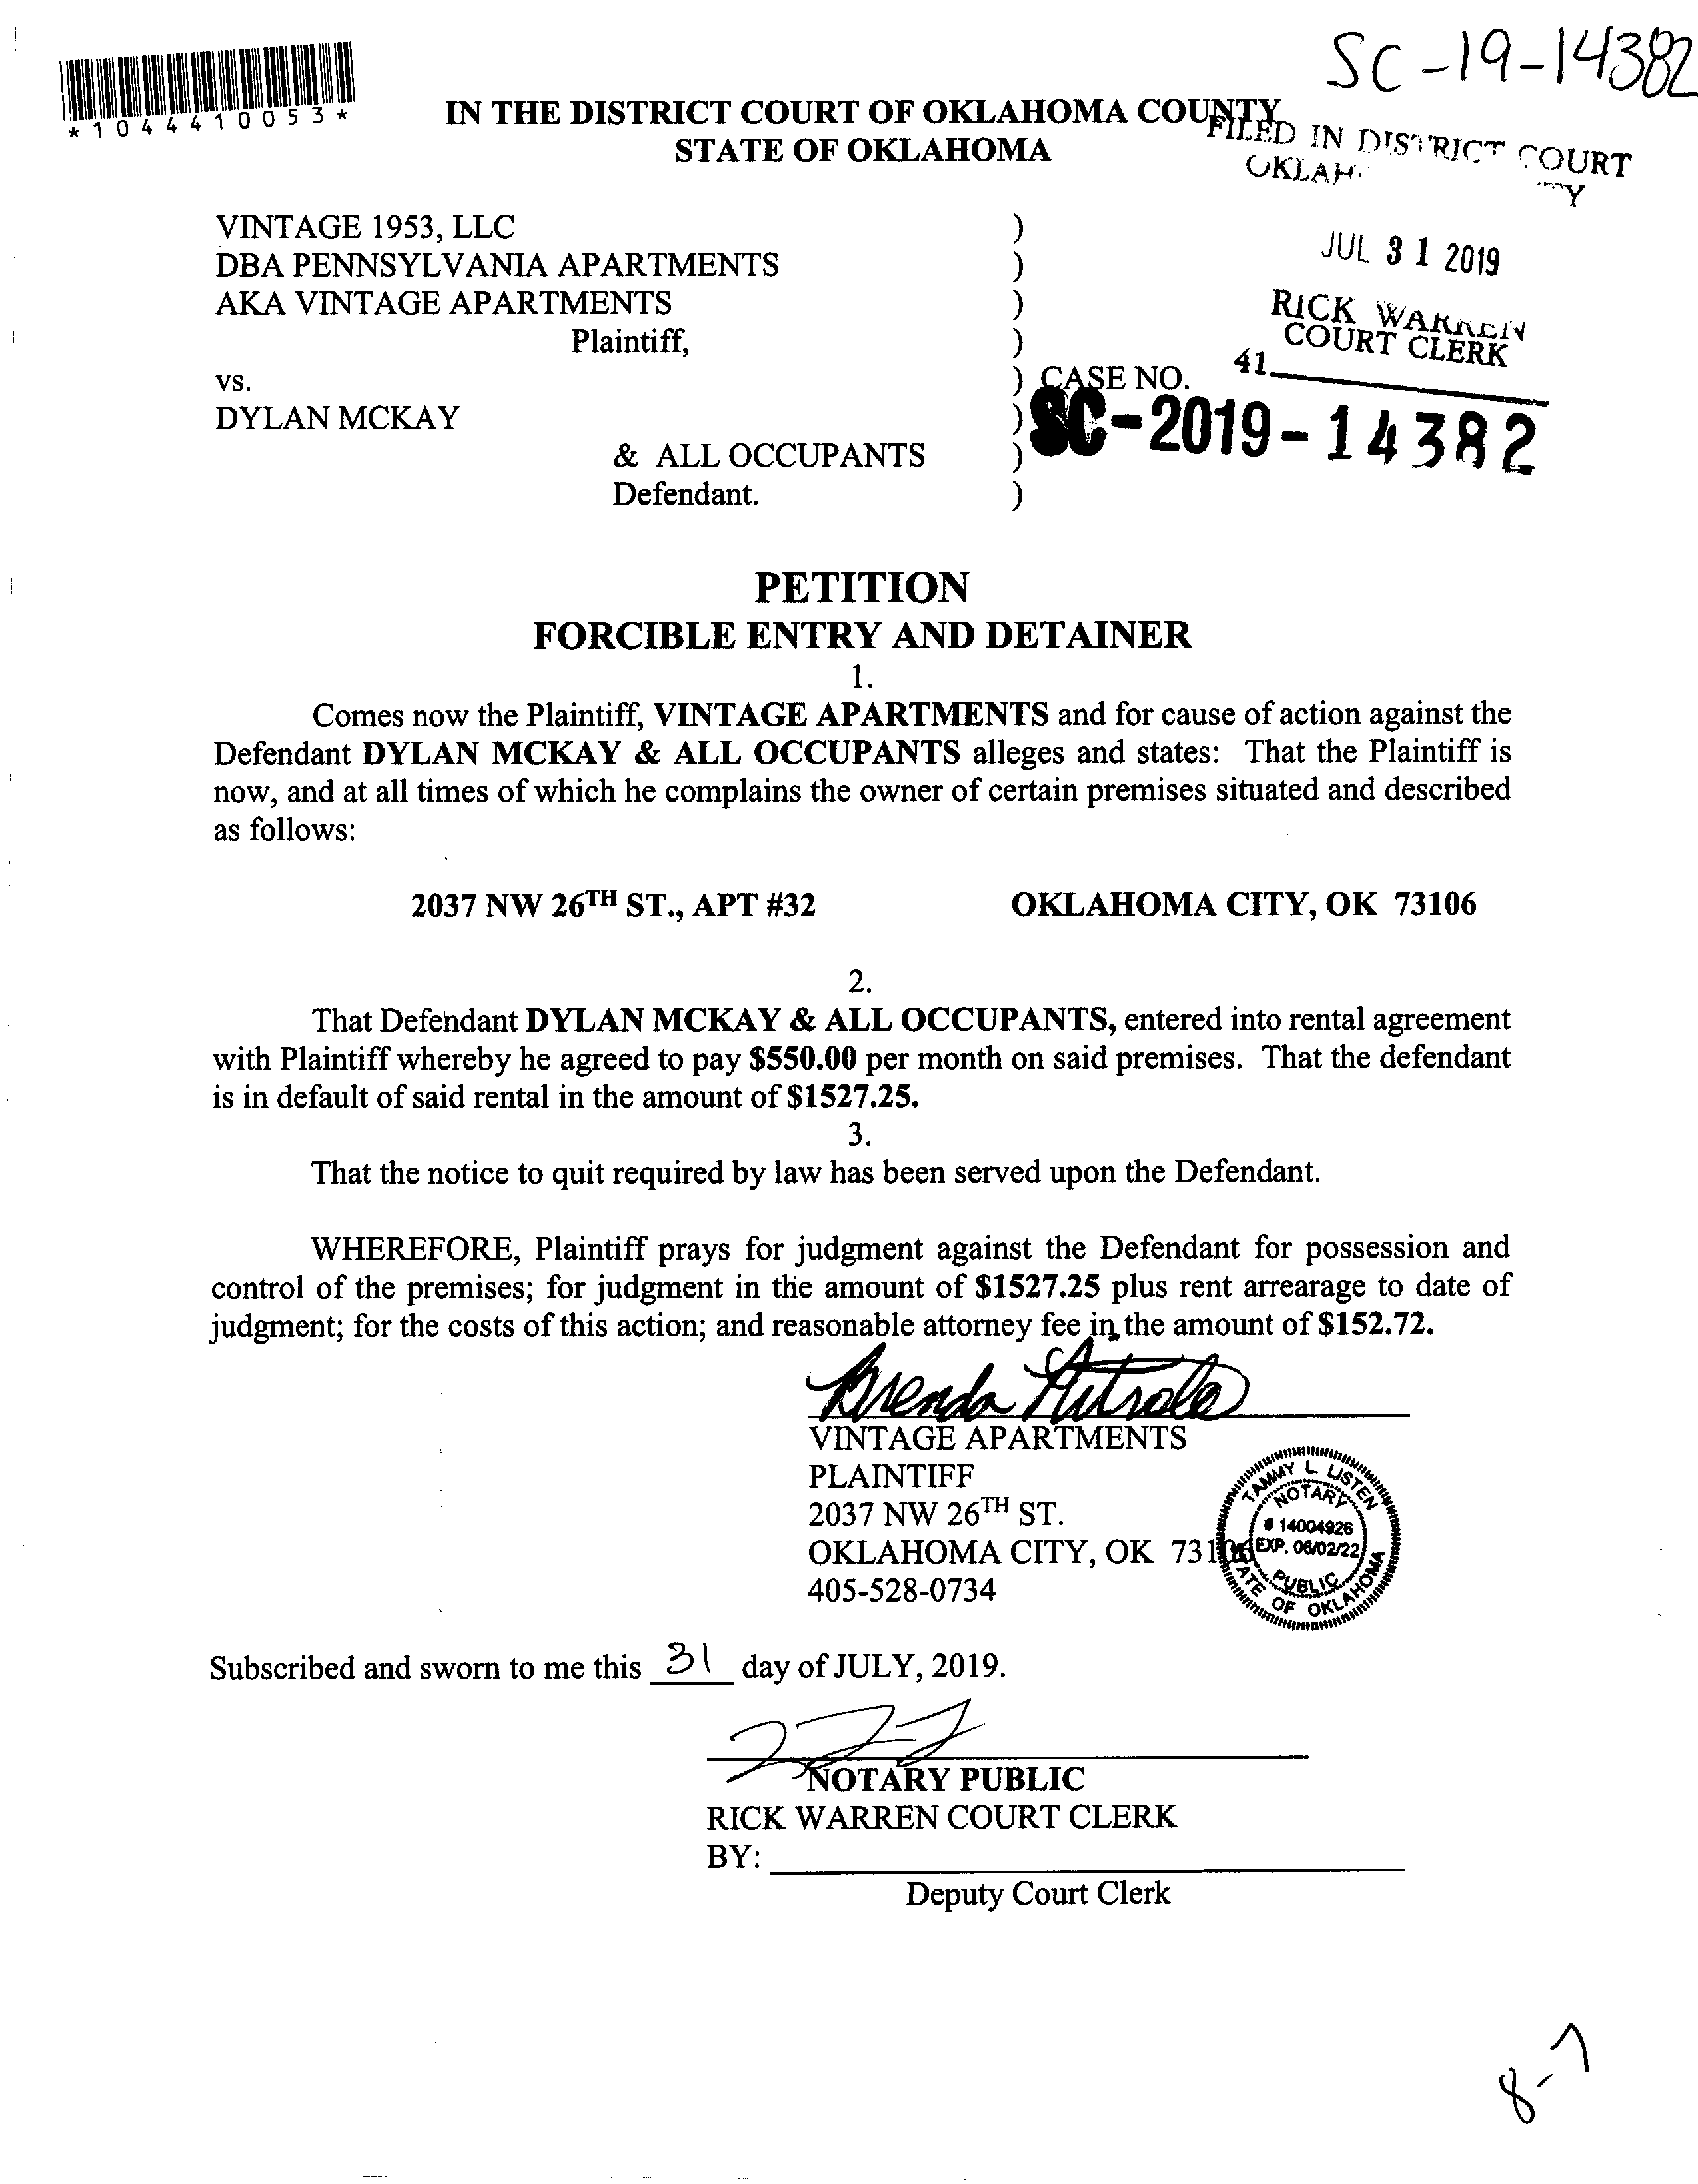 SC-19-14382
*1044410053*
IN THE DISTRICT COURT OF OKLAHOMA COUNTY
STATE OF OKLAHOMA
FILED IN DISTRICT COURT
JUL 31 2019
RICK WARREN
COURT CLERK
41
VINTAGE 1953, LLC )
DBA PENNSYLVANIA APARTMENTS )
AKA VINTAGE APARTMENTS )
Plaintiff, )
vs. ) CASE NO.
DYLAN MCKAY ) SC-2019-14382
& ALL OCCUPANTS )
Defendant. )
PETITION
FORCIBLE ENTRY AND DETAINER
1.
Comes now the Plaintiff, VINTAGE APARTMENTS and for cause of action against the
Defendant DYLAN MCKAY & ALL OCCUPANTS alleges and states: That the Plaintiff is
now, and at all times of which he complains the owner of certain premises situated and described
as follows:
2037 NW 26TH ST., APT #32 OKLAHOMA CITY, OK 73106
2.
That Defendant DYLAN MCKAY & ALL OCCUPANTS, entered into rental agreement
with Plaintiff whereby he agreed to pay $550.00 per month on said premises. That the defendant
is in default of said rental in the amount of $1527.25.
3.
That the notice to quit required by law has been served upon the Defendant.
WHEREFORE, Plaintiff prays for judgment against the Defendant for possession and
control of the premises; for judgment in the amount of $1527.25 plus rent arrearage to date of
judgment; for the costs of this action; and reasonable attorney fee in the amount of $152.72.
Brenda
VINTAGE APARTMENTS
PLAINTIFF
2037 NW 26TH ST.
OKLAHOMA CITY, OK 73106
405-528-0734
TAMMY L LISTEN
NOTARY
# 14004926
EXP. 06/02/22
PUBLIC
STATE OF OKLAHOMA
Subscribed and sworn to me this 31 day of JULY, 2019.
NOTARY PUBLIC
RICK WARREN COURT CLERK
BY:
Deputy Court Clerk
8-7